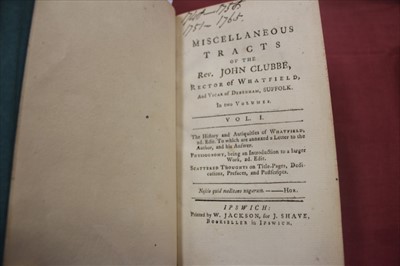 1751 - 1765.
MISCELLANEOUS
TRACTS
OF THE
REV. JOHN CLUBBE,
RECTOR OF WHATFIELD,
And VICAR of DEBENHAM, SUFFOLK.
IN TWO VOLUMES.
VOL. I.
The History and Antiquities of WHATFIELD,
2d. Edit. To which are annexed a Letter to the
Author, and his Answer.
PHYSIOGNOMY, being an Introduction to a larger
Work, 2d. Edit.
SCATTERED THOUGHTS on Title-Pages, Dedi-
cations, Prefaces, and Postscripts.
HOR.
IPSWICH:
Printed by W. JACKSON, for J. SHAVE,
BOOKSELLER in IPSWICH.